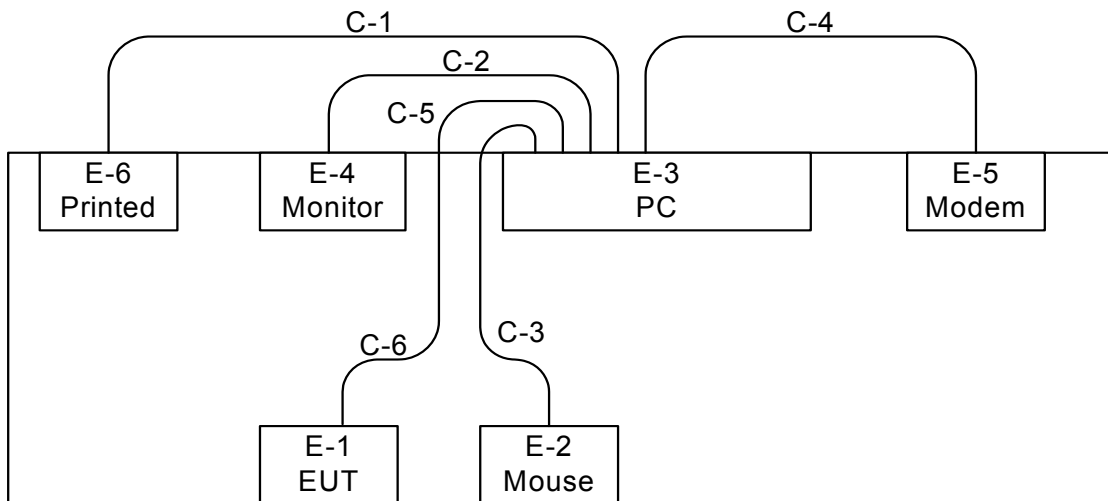 C-1
C-4
C-2
C-5
E-6
Printed
E-4
Monitor
E-3
PC
E-5
Modem
C-6
C-3
E-1
EUT
E-2
Mouse